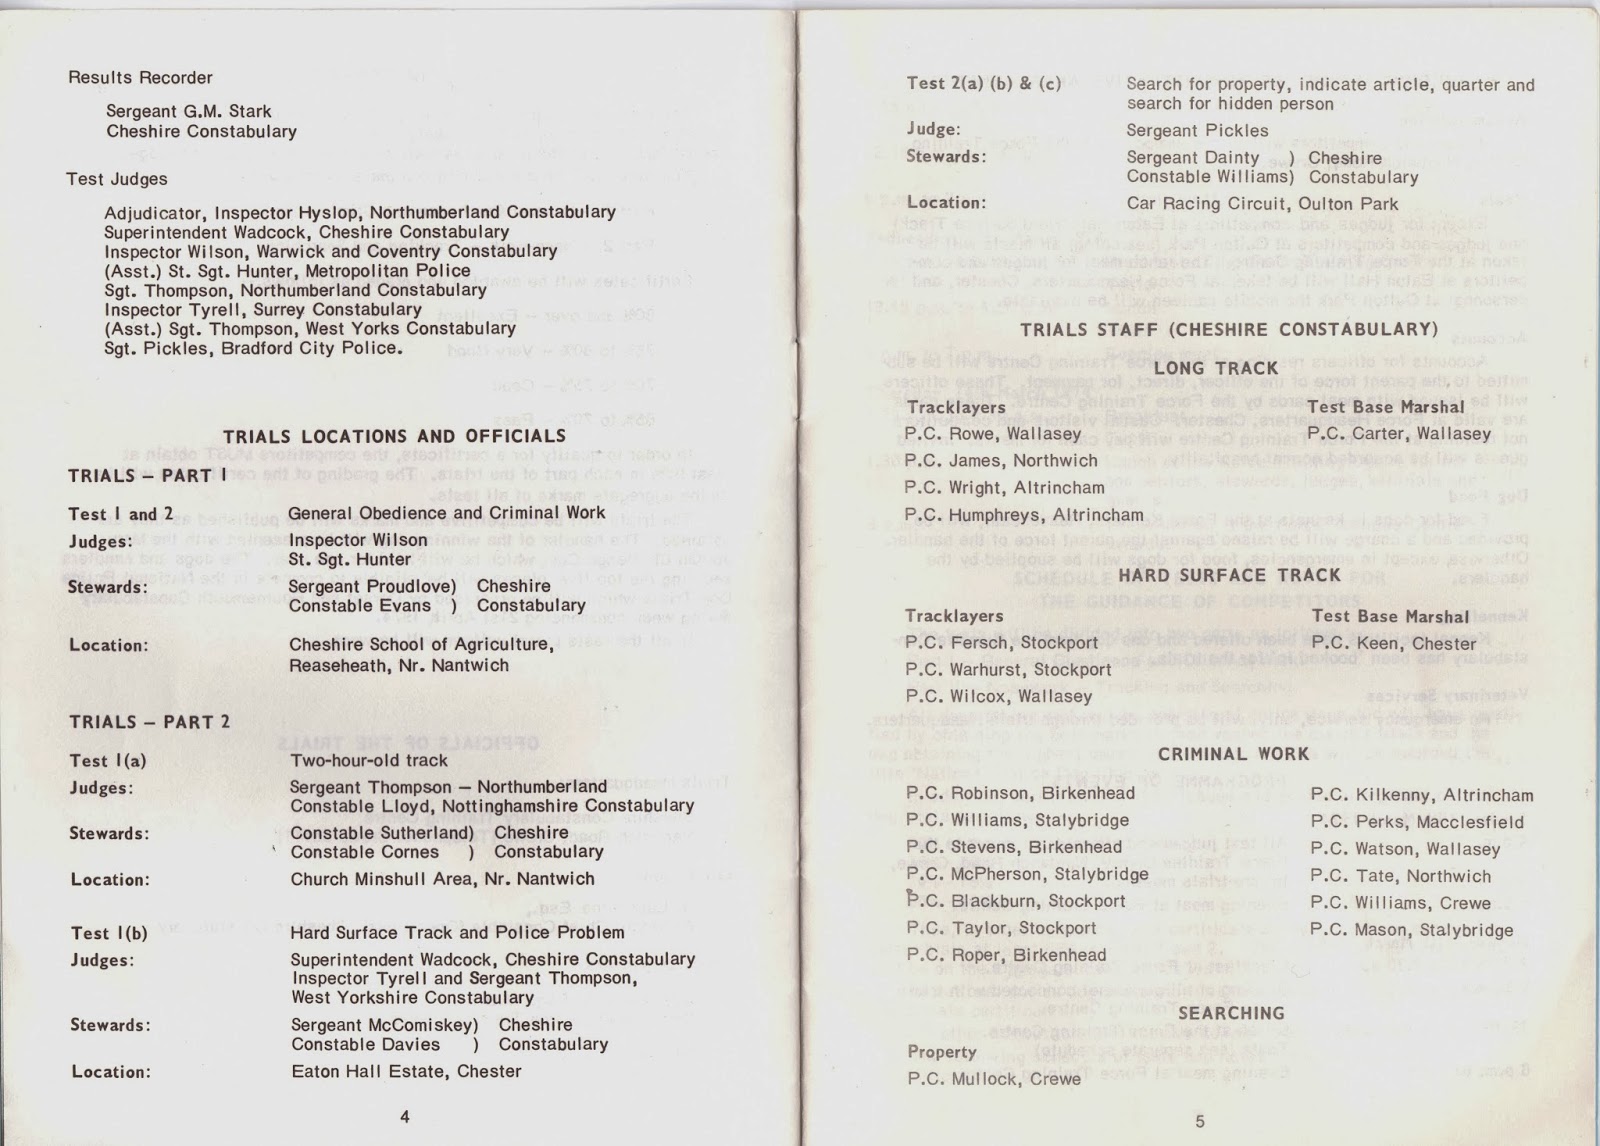 Results Recorder
Sergeant G.M. Stark
Cheshire Constabulary
Test Judges
Adjudicator, Inspector Hyslop, Northumberland Constabulary
Superintendent Wadcock, Cheshire Constabulary
Inspector Wilson, Warwick and Coventry Constabulary
(Asst.) St. Sgt. Hunter, Metropolitan Police
Sgt. Thompson, Northumberland Constabulary
Inspector Tyrell, Surrey Constabulary
(Asst.) Sgt. Thompson, West Yorks Constabulary
Sgt. Pickles, Bradford City Police.
TRIALS LOCATIONS AND OFFICIALS
TRIALS – PART 1
Test 1 and 2 General Obedience and Criminal Work
Judges: Inspector Wilson
St. Sgt. Hunter
Stewards: Sergeant Proudlove) Cheshire
Constable Evans ) Constabulary
Location: Cheshire School of Agriculture,
Reaseheath, Nr. Nantwich
TRIALS – PART 2
Test 1(a) Two-hour-old track
Judges: Sergeant Thompson – Northumberland
Constable Lloyd, Nottinghamshire Constabulary
Stewards: Constable Sutherland) Cheshire
Constable Cornes ) Constabulary
Location: Church Minshull Area, Nr. Nantwich
Test 1(b) Hard Surface Track and Police Problem
Judges: Superintendent Wadcock, Cheshire Constabulary
Inspector Tyrell and Sergeant Thompson,
West Yorkshire Constabulary
Stewards: Sergeant McComiskey) Cheshire
Constable Davies ) Constabulary
Location: Eaton Hall Estate, Chester
4
Test 2(a) (b) & (c) Search for property, indicate article, quarter and
search for hidden person
Judge: Sergeant Pickles
Stewards: Sergeant Dainty ) Cheshire
Constable Williams) Constabulary
Location: Car Racing Circuit, Oulton Park
TRIALS STAFF (CHESHIRE CONSTABULARY)
LONG TRACK
Tracklayers Test Base Marshal
P.C. Rowe, Wallasey P.C. Carter, Wallasey
P.C. James, Northwich
P.C. Wright, Altrincham
P.C. Humphreys, Altrincham
HARD SURFACE TRACK
Tracklayers Test Base Marshal
P.C. Fersch, Stockport P.C. Keen, Chester
P.C. Warhurst, Stockport
P.C. Wilcox, Wallasey
CRIMINAL WORK
P.C. Robinson, Birkenhead P.C. Kilkenny, Altrincham
P.C. Williams, Stalybridge P.C. Perks, Macclesfield
P.C. Stevens, Birkenhead P.C. Watson, Wallasey
P.C. McPherson, Stalybridge P.C. Tate, Northwich
P.C. Blackburn, Stockport P.C. Williams, Crewe
P.C. Taylor, Stockport P.C. Mason, Stalybridge
P.C. Roper, Birkenhead
SEARCHING
Property
P.C. Mullock, Crewe
5